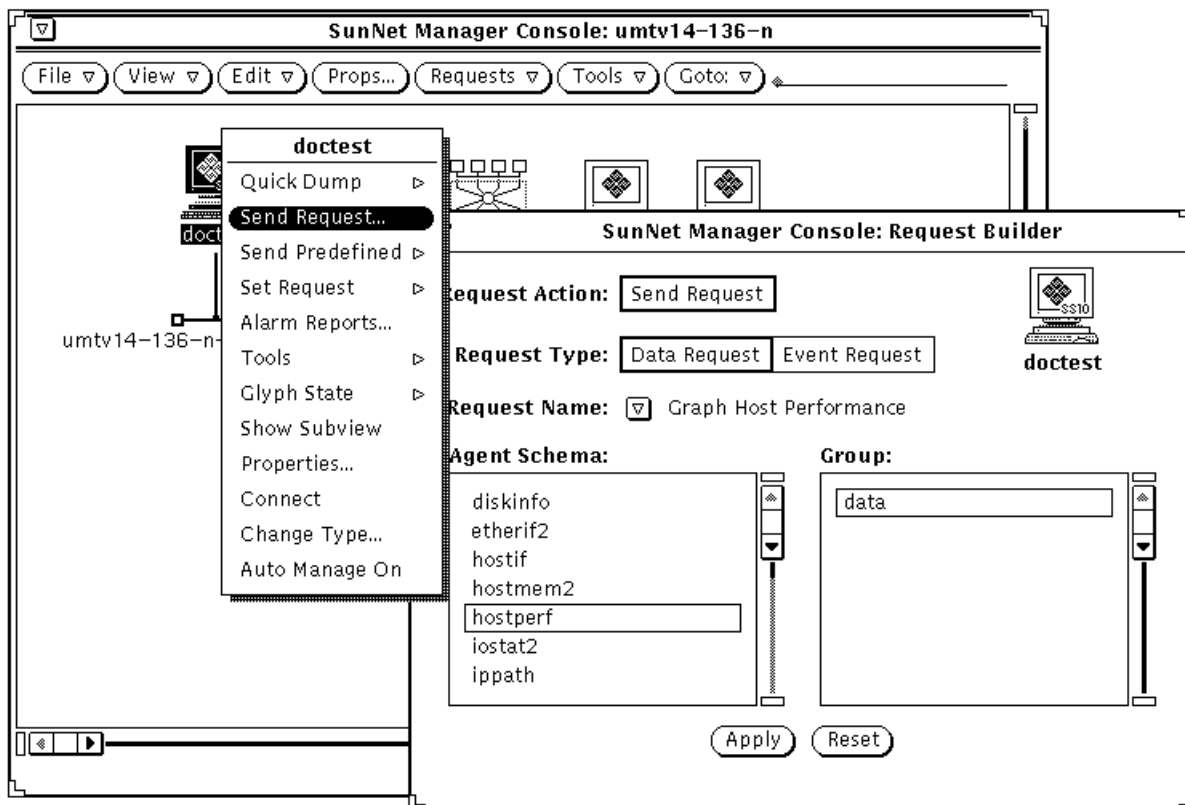 SunNet Manager Console: umtv14-136-n
File View Edit Props... Requests Tools Goto:
doctest
Quick Dump
Send Request...
Send Predefined
Set Request
Alarm Reports...
Tools
Glyph State
Show Subview
Properties...
Connect
Change Type...
Auto Manage On
umtv14-136-n-
SunNet Manager Console: Request Builder
Request Action: Send Request
SS10
doctest
Request Type: Data Request Event Request
Request Name: Graph Host Performance
Agent Schema:
diskinfo
etherif2
hostif
hostmem2
hostperf
iostat2
ippath
Group:
data
Apply Reset